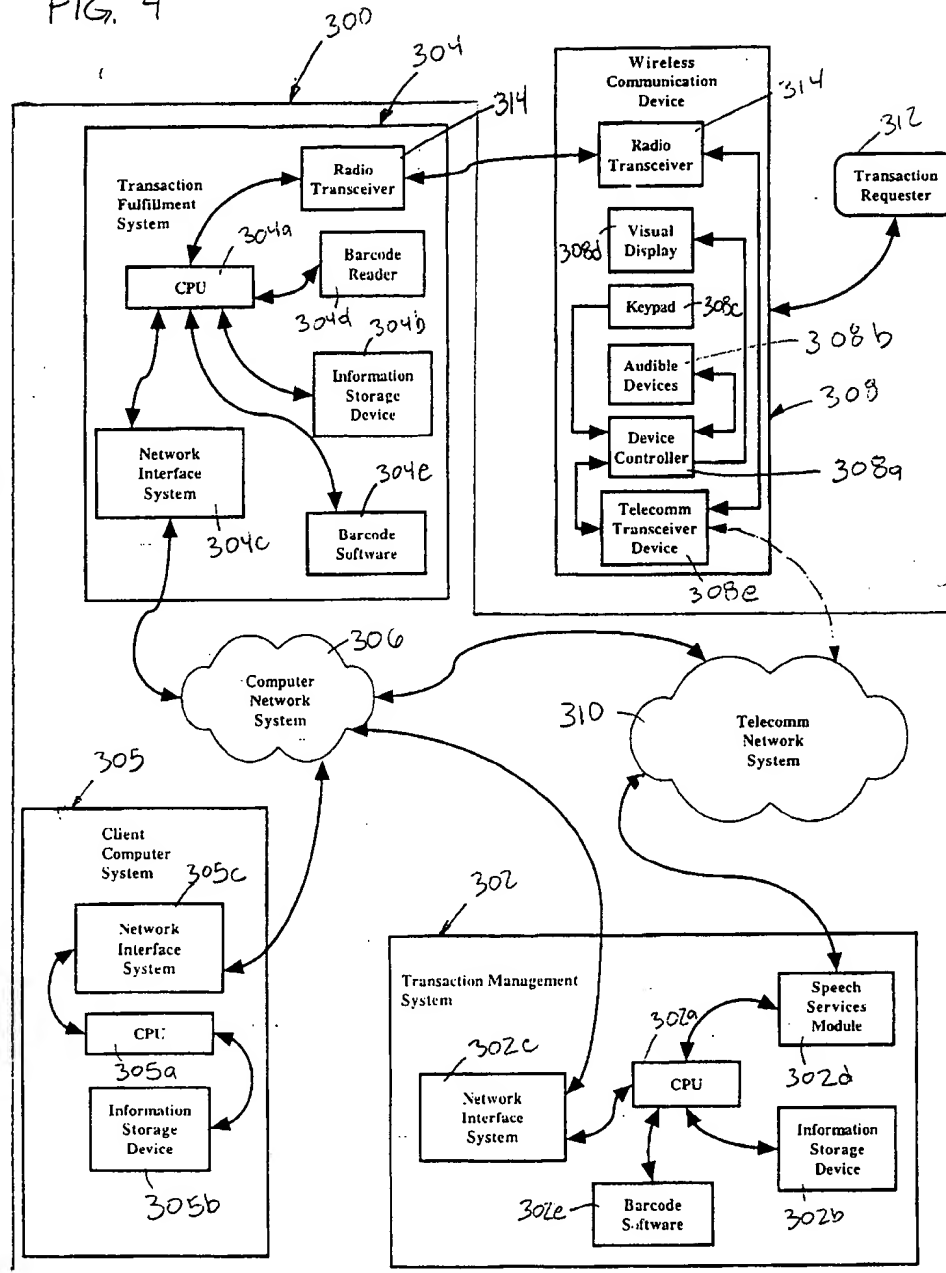 FIG. 4
300
304
314
Radio
Transceiver
Transaction
Fulfillment
System
304a
CPU
Barcode
Reader
304d
304b
Information
Storage
Device
Network
Interface
System
304c
304e
Barcode
Software
Wireless
Communication
Device
314
Radio
Transceiver
312
Transaction
Requester
308d
Visual
Display
Keypad
308c
308b
Audible
Devices
308
Device
Controller
308a
Telecomm
Transceiver
Device
308e
306
Computer
Network
System
310
Telecomm
Network
System
305
Client
Computer
System
305c
Network
Interface
System
CPU
305a
Information
Storage
Device
305b
302
Transaction Management
System
302c
Network
Interface
System
302a
CPU
Speech
Services
Module
302d
Information
Storage
Device
302b
302e
Barcode
Software